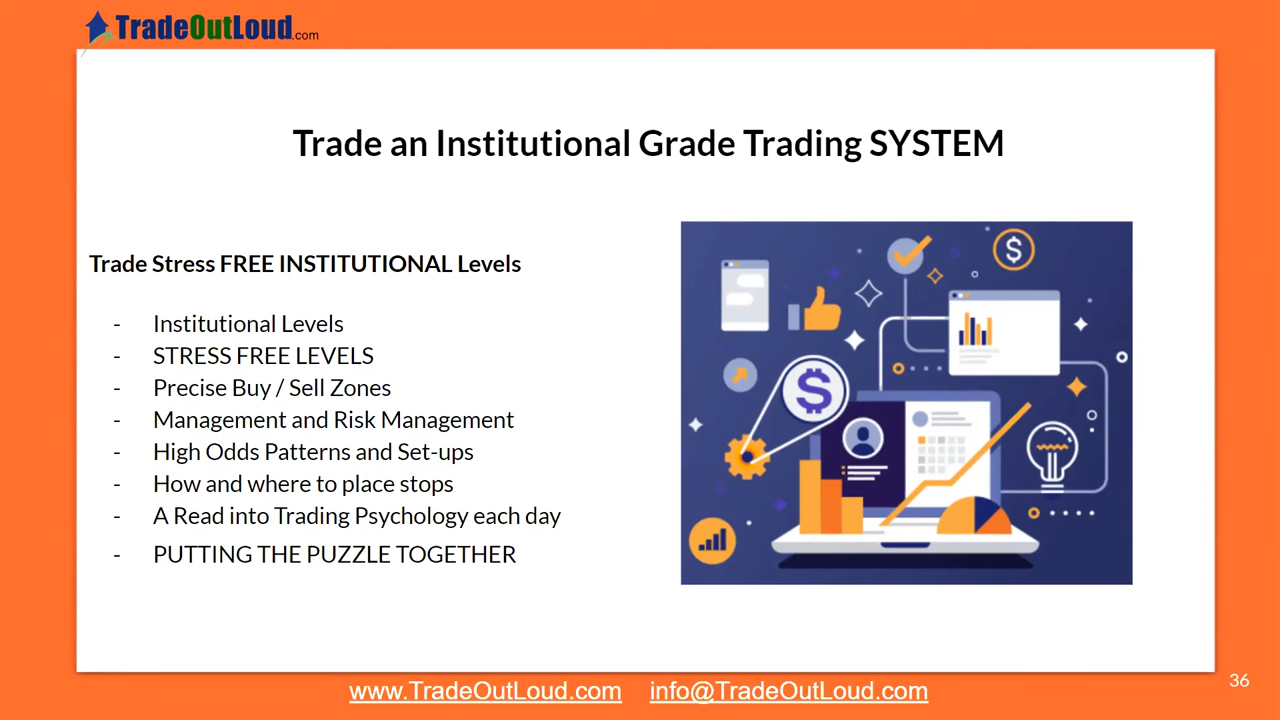 TradeOutLoud.com
Trade an Institutional Grade Trading SYSTEM
Trade Stress FREE INSTITUTIONAL Levels
- Institutional Levels
- STRESS FREE LEVELS
- Precise Buy / Sell Zones
- Management and Risk Management
- High Odds Patterns and Set-ups
- How and where to place stops
- A Read into Trading Psychology each day
- PUTTING THE PUZZLE TOGETHER
$
$
www.TradeOutLoud.com info@TradeOutLoud.com
36